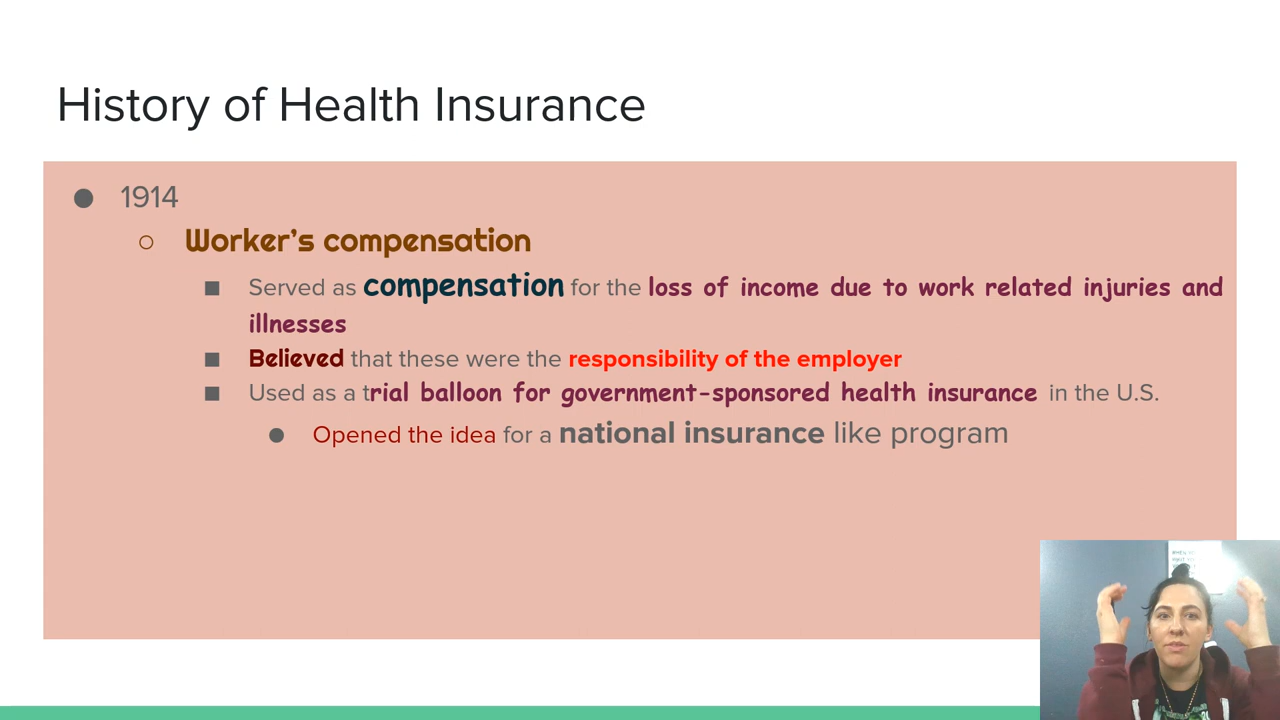 History of Health Insurance
● 1914
○ Worker's compensation
■ Served as compensation for the loss of income due to work related injuries and
illnesses
■ Believed that these were the responsibility of the employer
■ Used as a trial balloon for government-sponsored health insurance in the U.S.
● Opened the idea for a national insurance like program